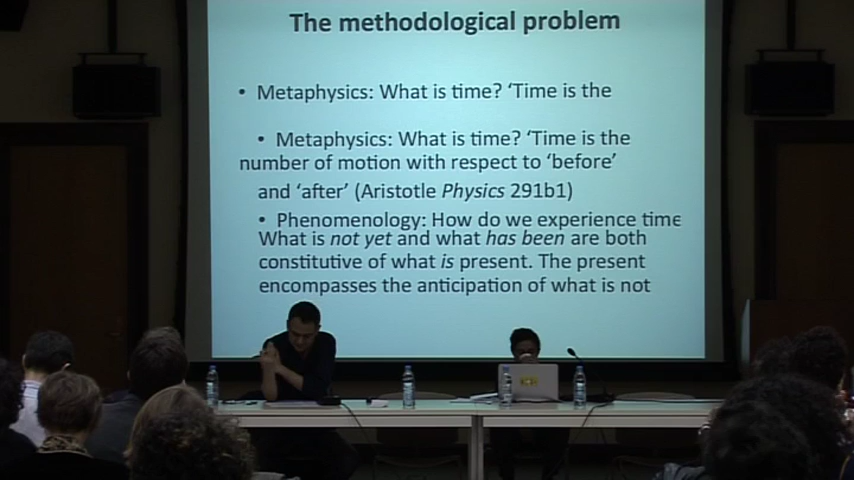 The methodological problem
• Metaphysics: What is time? ‘Time is the
• Metaphysics: What is time? ‘Time is the
number of motion with respect to ‘before’
and ‘after’ (Aristotle Physics 291b1)
• Phenomenology: How do we experience time
What is not yet and what has been are both
constitutive of what is present. The present
encompasses the anticipation of what is not